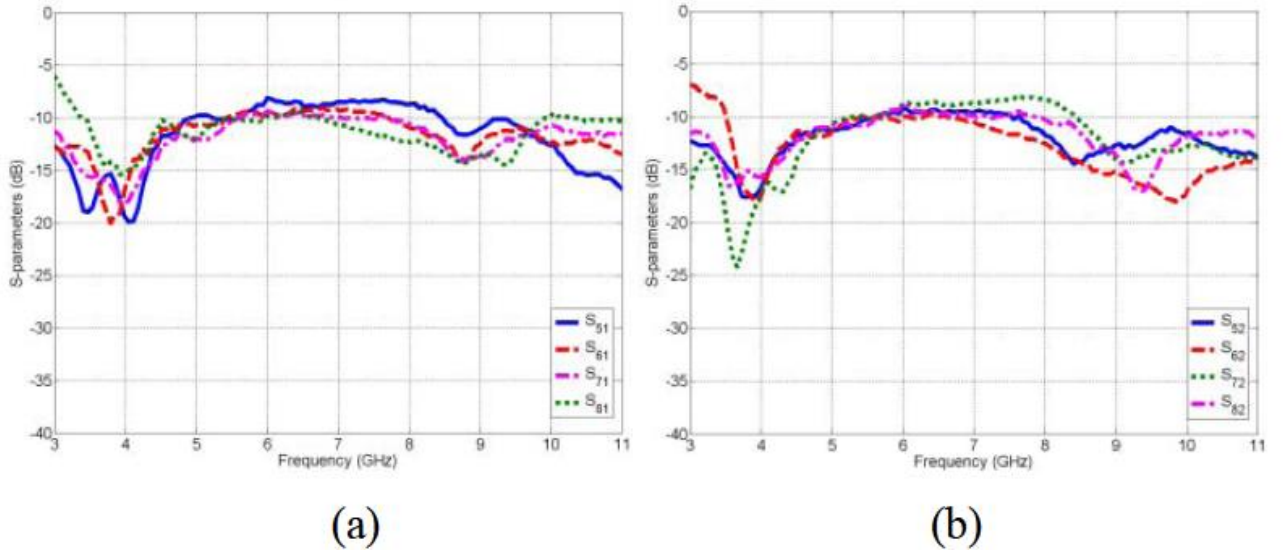 0
-5
-10
-15
-20
-25
-30
-35
-40
S-parameters (dB)
3 4 5 6 7 8 9 10 11
Frequency (GHz)
S51
S61
S71
S81
(a)
0
-5
-10
-15
-20
-25
-30
-35
-40
S-parameters (dB)
3 4 5 6 7 8 9 10 11
Frequency (GHz)
S52
S62
S72
S82
(b)